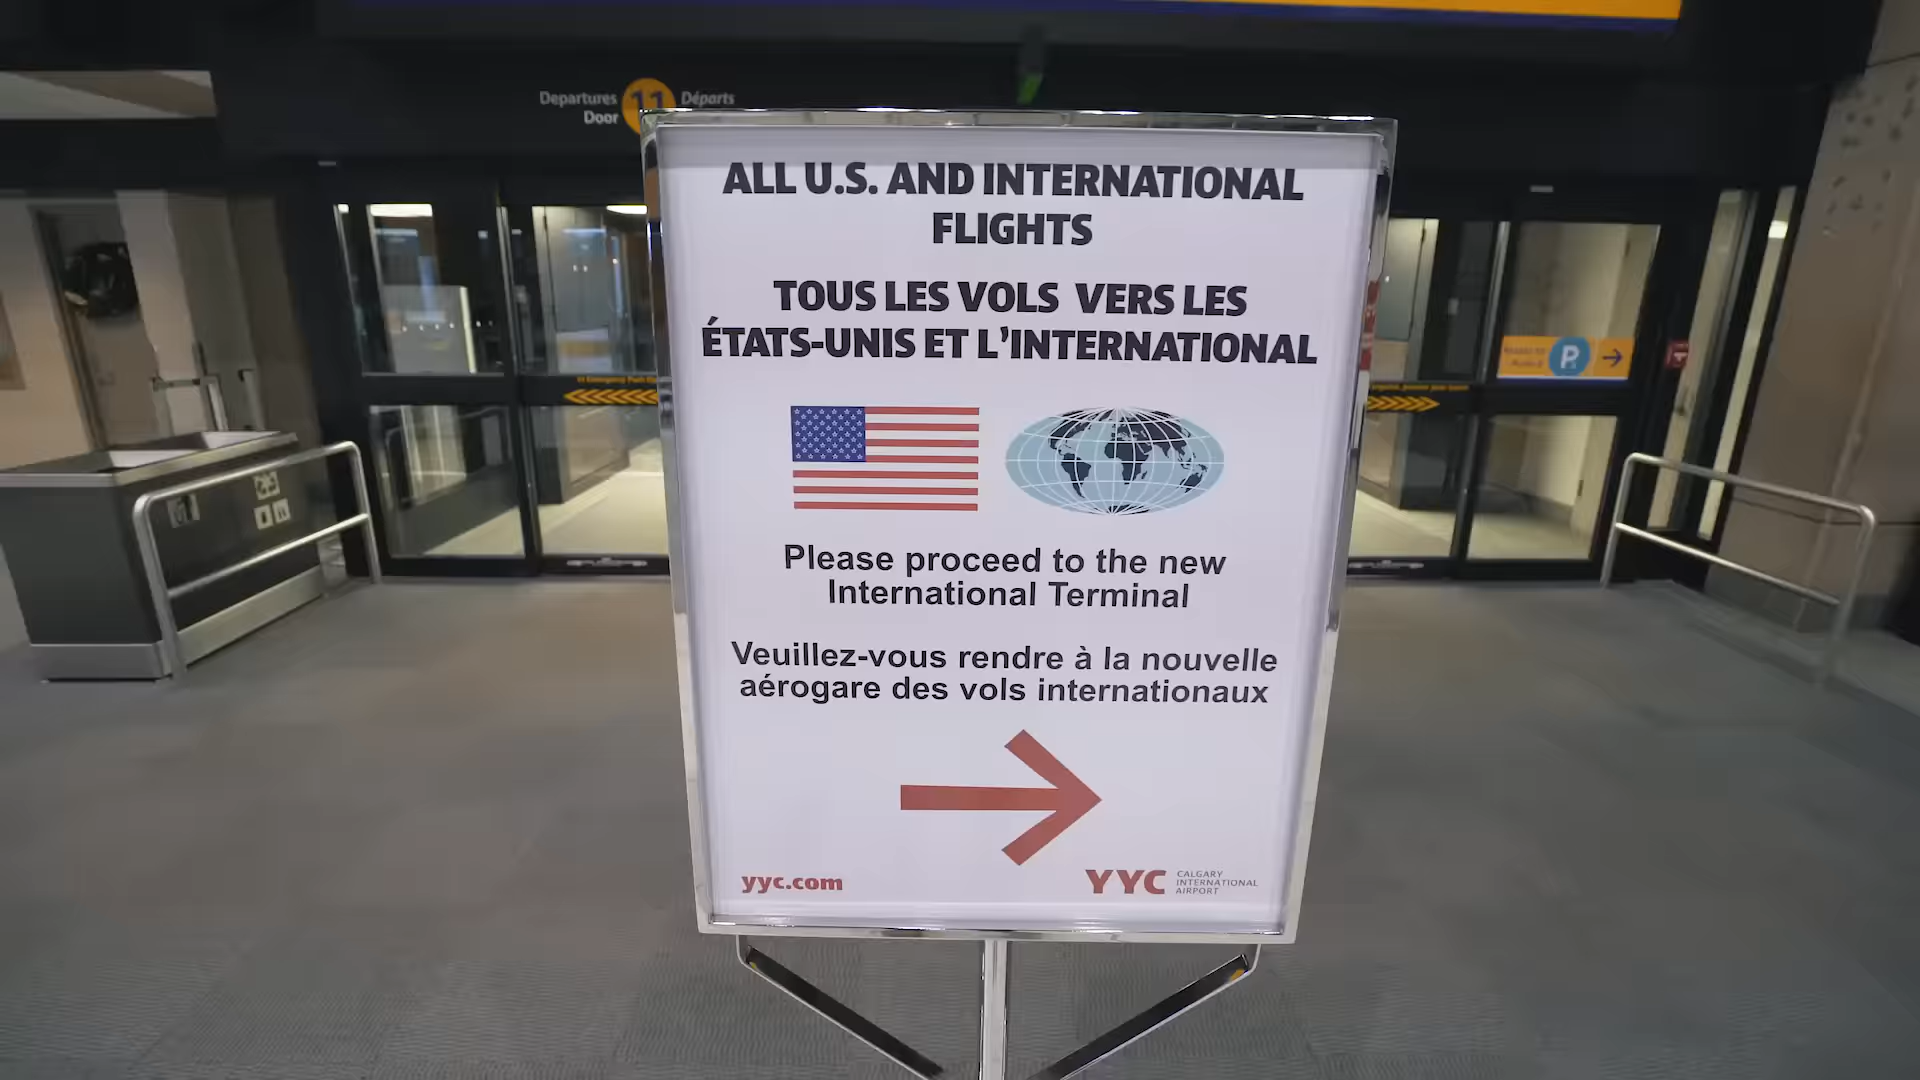 Departures 11 Départs
Door
ALL U.S. AND INTERNATIONAL
FLIGHTS
TOUS LES VOLS VERS LES
ÉTATS-UNIS ET L'INTERNATIONAL
P
Please proceed to the new
International Terminal
Veuillez-vous rendre à la nouvelle
aérogare des vols internationaux
yyc.com
YYC CALGARY
INTERNATIONAL
AIRPORT